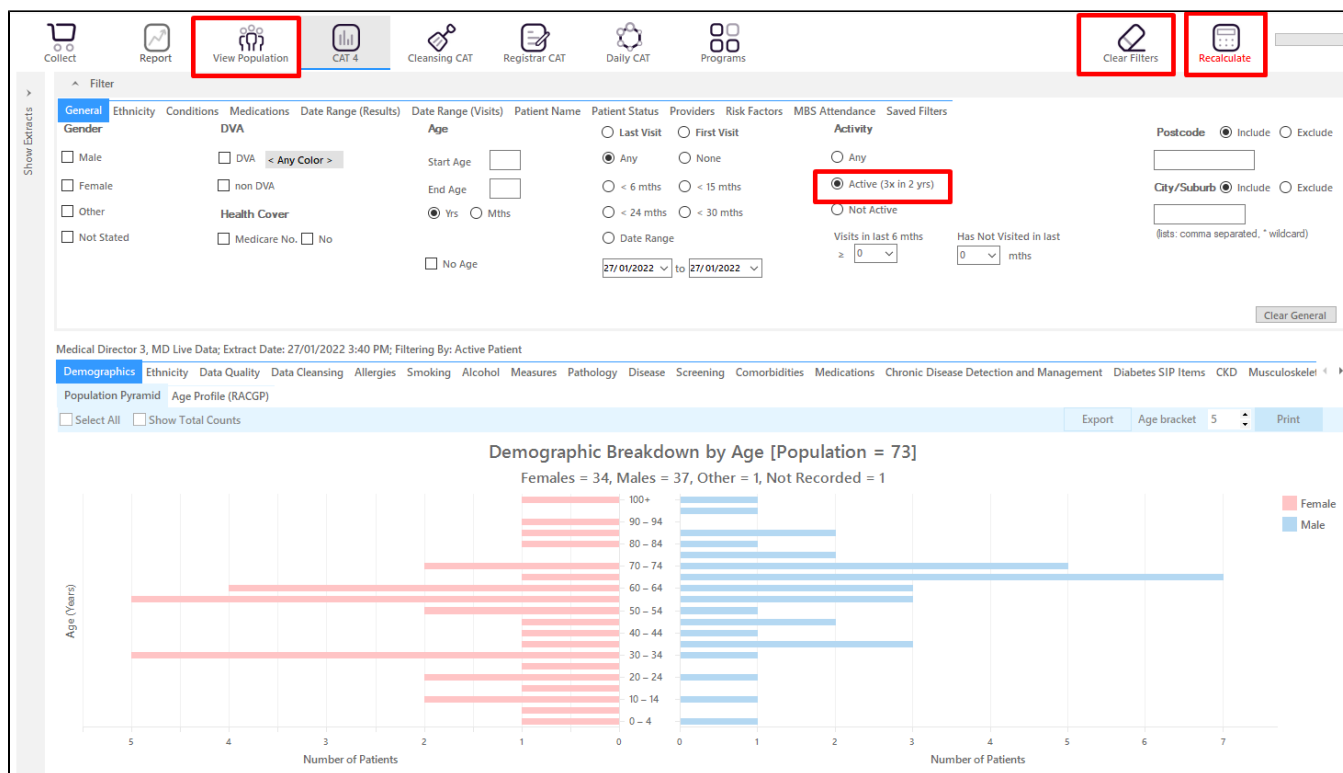 Collect Report View Population CAT 4 Cleansing CAT Registrar CAT Daily CAT Programs Clear Filters Recalculate
Show Extracts
Filter
General Ethnicity Conditions Medications Date Range (Results) Date Range (Visits) Patient Name Patient Status Providers Risk Factors MBS Attendance Saved Filters
Gender DVA Age Last Visit First Visit Activity Postcode Include Exclude
Male DVA < Any Color > Start Age Any None Any
Female non DVA End Age < 6 mths < 15 mths Active (3x in 2 yrs) City/Suburb Include Exclude
Other Health Cover Yrs Mths < 24 mths < 30 mths Not Active
Not Stated Medicare No. No Date Range Visits in last 6 mths Has Not Visited in last (lists: comma separated, * wildcard)
No Age 27/01/2022 to 27/01/2022 ≥ 0 0 mths
Clear General
Medical Director 3, MD Live Data; Extract Date: 27/01/2022 3:40 PM; Filtering By: Active Patient
Demographics Ethnicity Data Quality Data Cleansing Allergies Smoking Alcohol Measures Pathology Disease Screening Comorbidities Medications Chronic Disease Detection and Management Diabetes SIP Items CKD Musculoskelet
Population Pyramid Age Profile (RACGP)
Select All Show Total Counts Export Age bracket 5 Print
Demographic Breakdown by Age [Population = 73]
Females = 34, Males = 37, Other = 1, Not Recorded = 1
Female
Male
100+
90 – 94
80 – 84
70 – 74
60 – 64
50 – 54
40 – 44
30 – 34
20 – 24
10 – 14
0 – 4
Age (Years)
5 4 3 2 1 0 0 1 2 3 4 5 6 7
Number of Patients Number of Patients